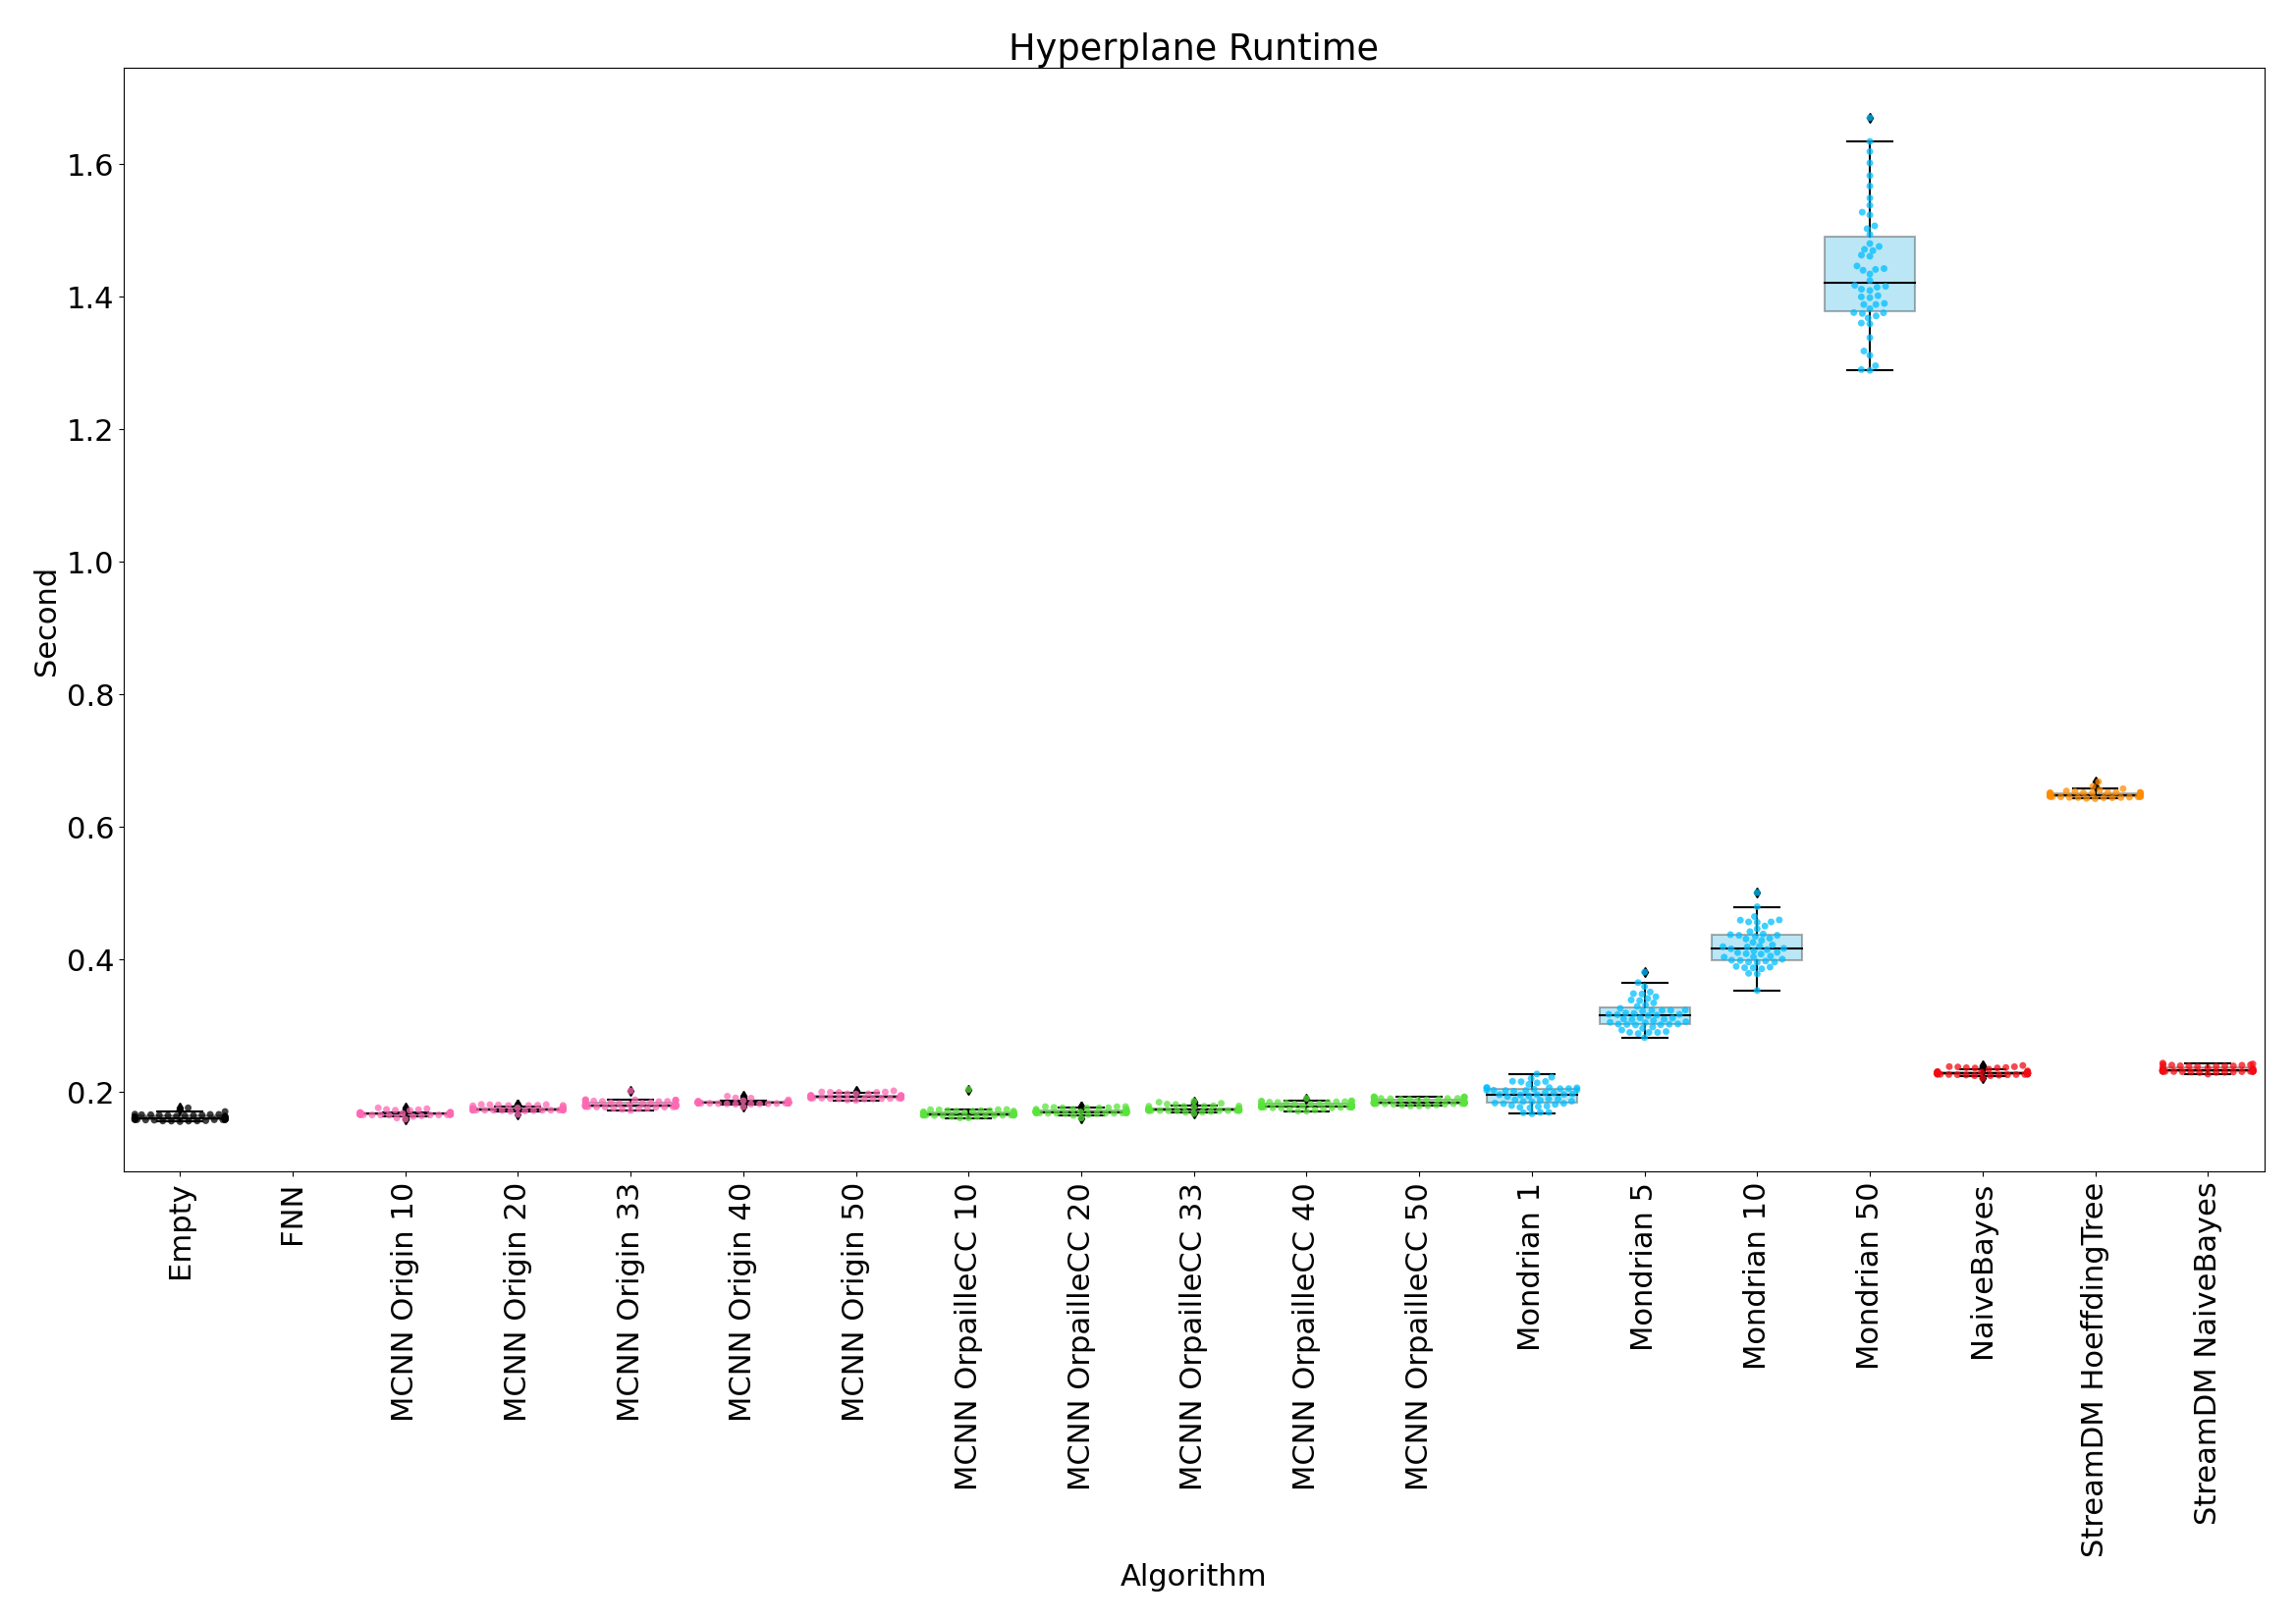 Hyperplane Runtime
Second
1.6
1.4
1.2
1.0
0.8
0.6
0.4
0.2
Empty
FNN
MCNN Origin 10
MCNN Origin 20
MCNN Origin 33
MCNN Origin 40
MCNN Origin 50
MCNN OrpailleCC 10
MCNN OrpailleCC 20
MCNN OrpailleCC 33
MCNN OrpailleCC 40
MCNN OrpailleCC 50
Mondrian 1
Mondrian 5
Mondrian 10
Mondrian 50
NaiveBayes
StreamDM HoeffdingTree
StreamDM NaiveBayes
Algorithm